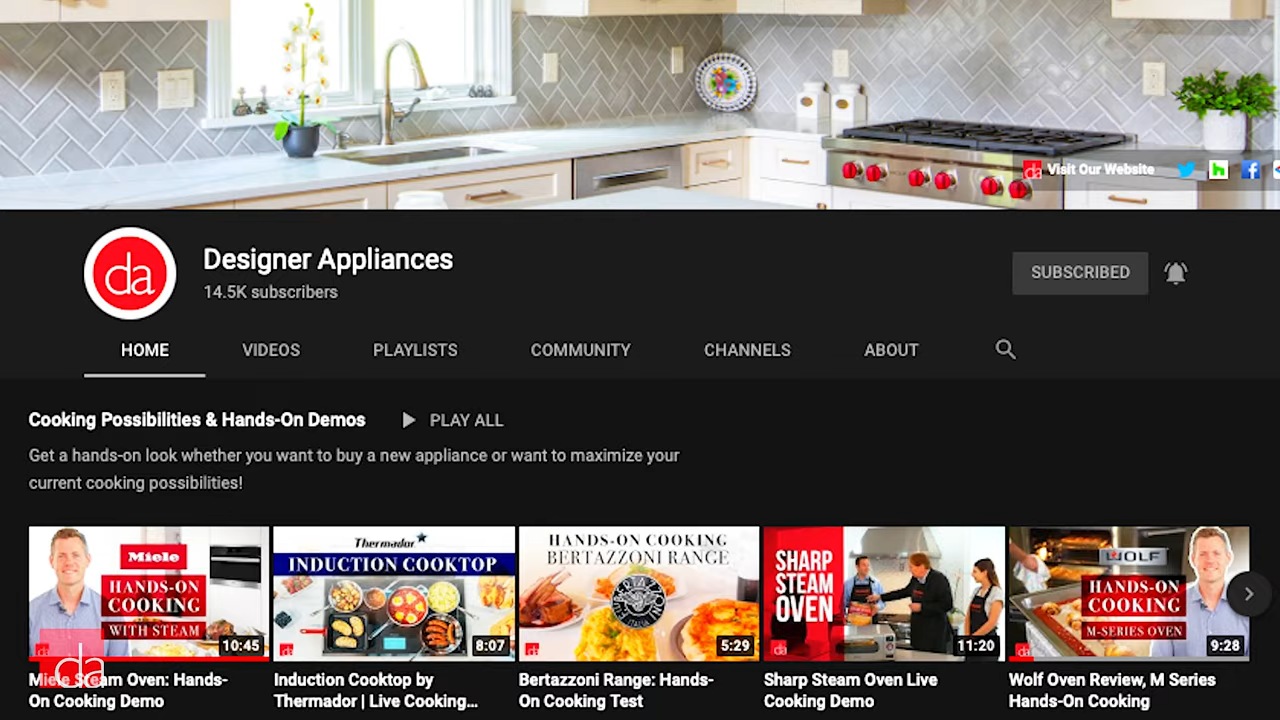 da Visit Our Website
da
Designer Appliances
14.5K subscribers
SUBSCRIBED
HOME VIDEOS PLAYLISTS COMMUNITY CHANNELS ABOUT
Cooking Possibilities & Hands-On Demos PLAY ALL
Get a hands-on look whether you want to buy a new appliance or want to maximize your
current cooking possibilities!
Miele
HANDS-ON
COOKING
WITH STEAM
10:45
da
Miele Steam Oven: Hands-
On Cooking Demo
Thermador
INDUCTION COOKTOP
8:07
Induction Cooktop by
Thermador | Live Cooking...
HANDS-ON COOKING
BERTAZZONI RANGE
5:29
Bertazzoni Range: Hands-
On Cooking Test
SHARP
STEAM
OVEN
11:20
Sharp Steam Oven Live
Cooking Demo
WOLF
HANDS-ON
COOKING
M-SERIES OVEN
9:28
Wolf Oven Review, M Series
Hands-On Cooking